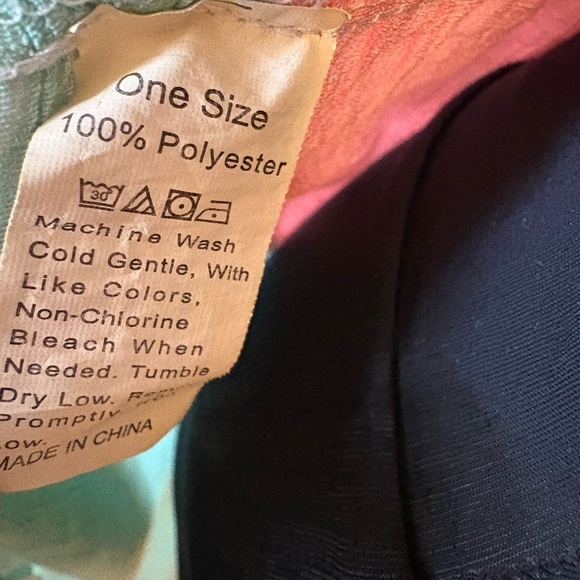 One Size
100% Polyester
30
Machine Wash
Cold Gentle, With
Like Colors,
Non-Chlorine
Bleach When
Needed. Tumble
Dry Low.
Promptly
Low.
MADE IN CHINA